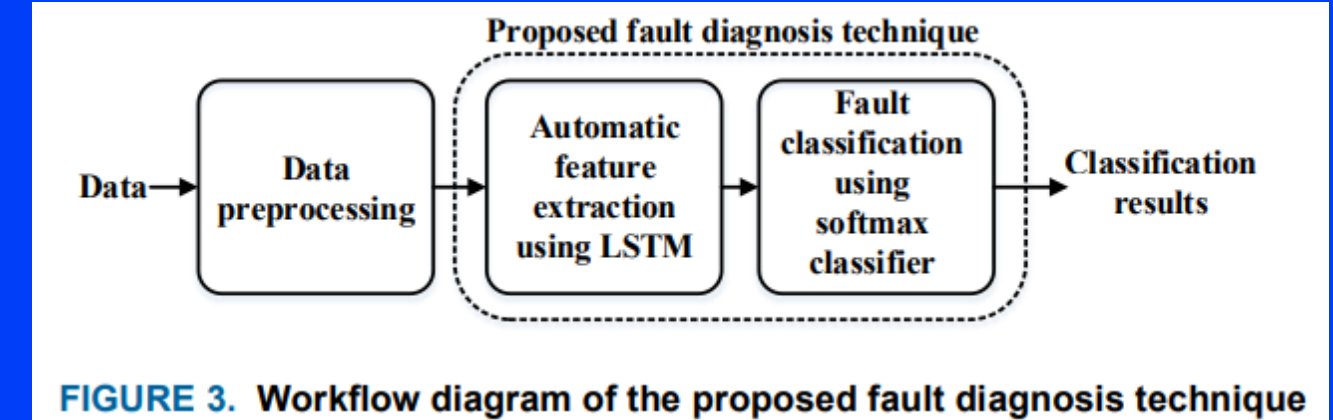 Proposed fault diagnosis technique
Data
Data
preprocessing
Automatic
feature
extraction
using LSTM
Fault
classification
using
softmax
classifier
Classification
results
FIGURE 3. Workflow diagram of the proposed fault diagnosis technique